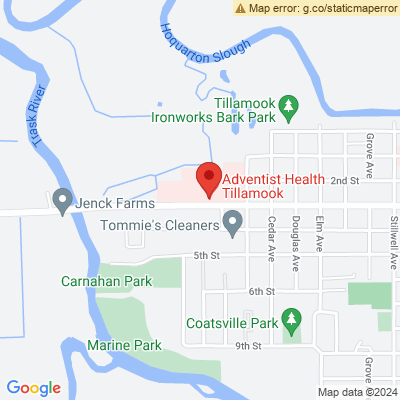 Map error: g.co/staticmaperror
Hoquarton Slough
Trask River
Tillamook
Ironworks Bark Park
Grove Ave
Adventist Health
Tillamook
2nd St
Jenck Farms
Tommie's Cleaners
Cedar Ave
Douglas Ave
Elm Ave
Stillwell Ave
5th St
Carnahan Park
6th St
Coatsville Park
Marine Park
9th St
Grove
Google
Map data ©2024